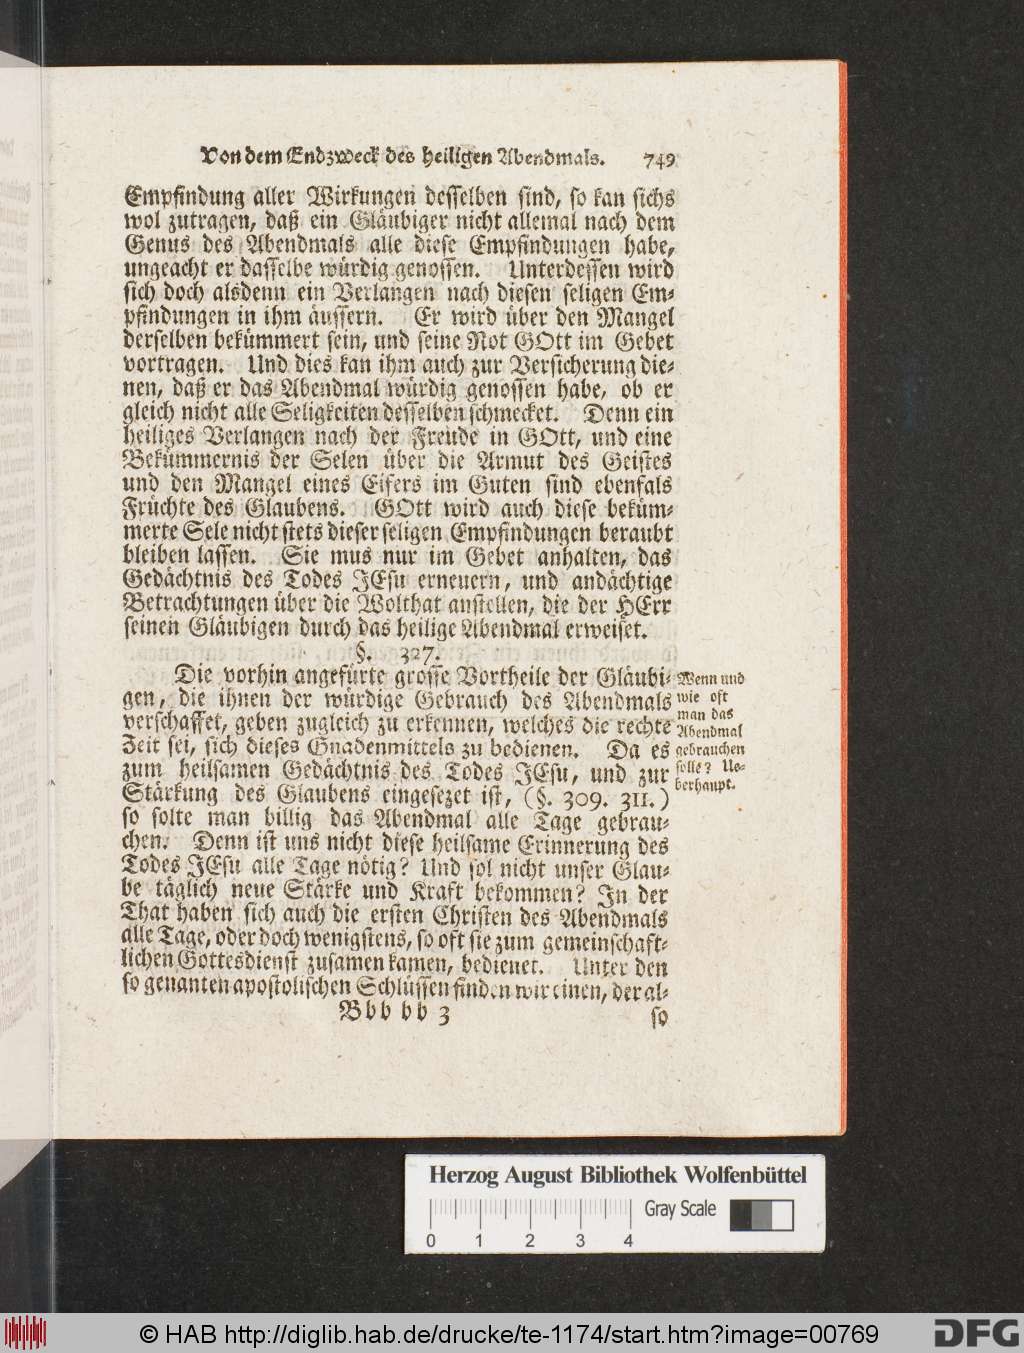 Von dem Endzweck des heiligen Abendmals. 749
Empfindung aller Wirkungen desselben sind, so kan sichs
wol zutragen, daß ein Gläubiger nicht allemal nach dem
Genus des Abendmals alle diese Empfindungen habe,
ungeacht er dasselbe würdig genossen. Unterdessen wird
sich doch alsdenn ein Verlangen nach diesen seligen Em-
pfindungen in ihm äussern. Er wird über den Mangel
derselben bekümmert sein, und seine Not GOtt im Gebet
vortragen. Und dies kan ihm auch zur Versicherung die-
nen, daß er das Abendmal würdig genossen habe, ob er
gleich nicht alle Seligkeiten desselben schmecket. Denn ein
heiliges Verlangen nach der Freude in GOtt, und eine
Bekümmernis der Selen über die Armut des Geistes
und den Mangel eines Eifers im Guten sind ebenfals
Früchte des Glaubens. GOtt wird auch diese beküm-
merte Sele nicht stets dieser seligen Empfindungen beraubt
bleiben lassen. Sie mus nur im Gebet anhalten, das
Gedächtnis des Todes JEsu erneuern, und andächtige
Betrachtungen über die Wolthat anstellen, die der HErr
seinen Gläubigen durch das heilige Abendmal erweiset.
§. 327.
Die vorhin angefürte grosse Vortheile der Gläubi-
gen, die ihnen der würdige Gebrauch des Abendmals
verschaffet, geben zugleich zu erkennen, welches die rechte
Zeit sei, sich dieses Gnadenmittels zu bedienen. Da es
zum heilsamen Gedächtnis des Todes JEsu, und zur
Stärkung des Glaubens eingesezet ist, (§. 309. 311.)
so solte man billig das Abendmal alle Tage gebrau-
chen. Denn ist uns nicht diese heilsame Erinnerung des
Todes JEsu alle Tage nötig? Und sol nicht unser Glau-
be täglich neue Stärke und Kraft bekommen? In der
That haben sich auch die ersten Christen des Abendmals
alle Tage, oder doch wenigstens, so oft sie zum gemeinschaft-
lichen Gottesdienst zusamen kamen, bedienet. Unter den
so genanten apostolischen Schlüssen finden wir einen, der al-
Bbb bb 3 so
Wenn und
wie oft
man das
Abendmal
gebrauchen
solle? Ue-
berhaupt.
Herzog August Bibliothek Wolfenbüttel
Gray Scale
0 1 2 3 4
© HAB http://diglib.hab.de/drucke/te-1174/start.htm?image=00769
DFG